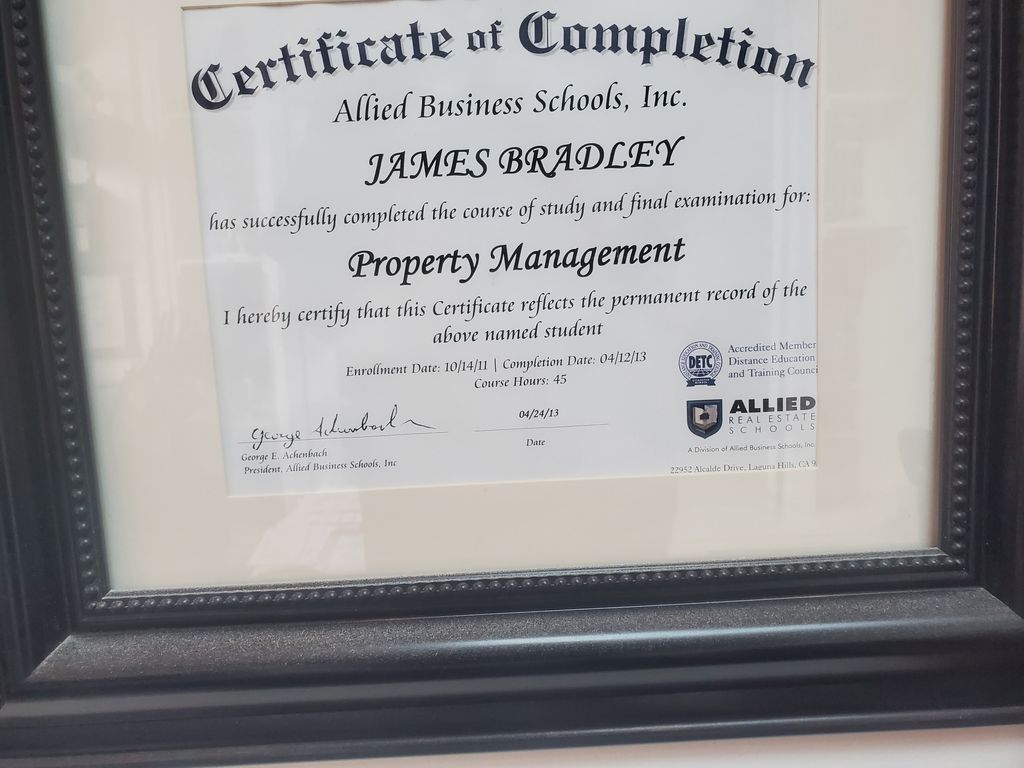 Certificate of Completion
Allied Business Schools, Inc.
JAMES BRADLEY
has successfully completed the course of study and final examination for:
Property Management
I hereby certify that this Certificate reflects the permanent record of the
above named student
Enrollment Date: 10/14/11 | Completion Date: 04/12/13
Course Hours: 45
George Achenbach
George E. Achenbach
President, Allied Business Schools, Inc
04/24/13
Date
DETC
Accredited Member
Distance Education
and Training Counci
ALLIED
REAL ESTATE
SCHOOLS
A Division of Allied Business Schools, Inc.
22952 Alcalde Drive, Laguna Hills, CA 9